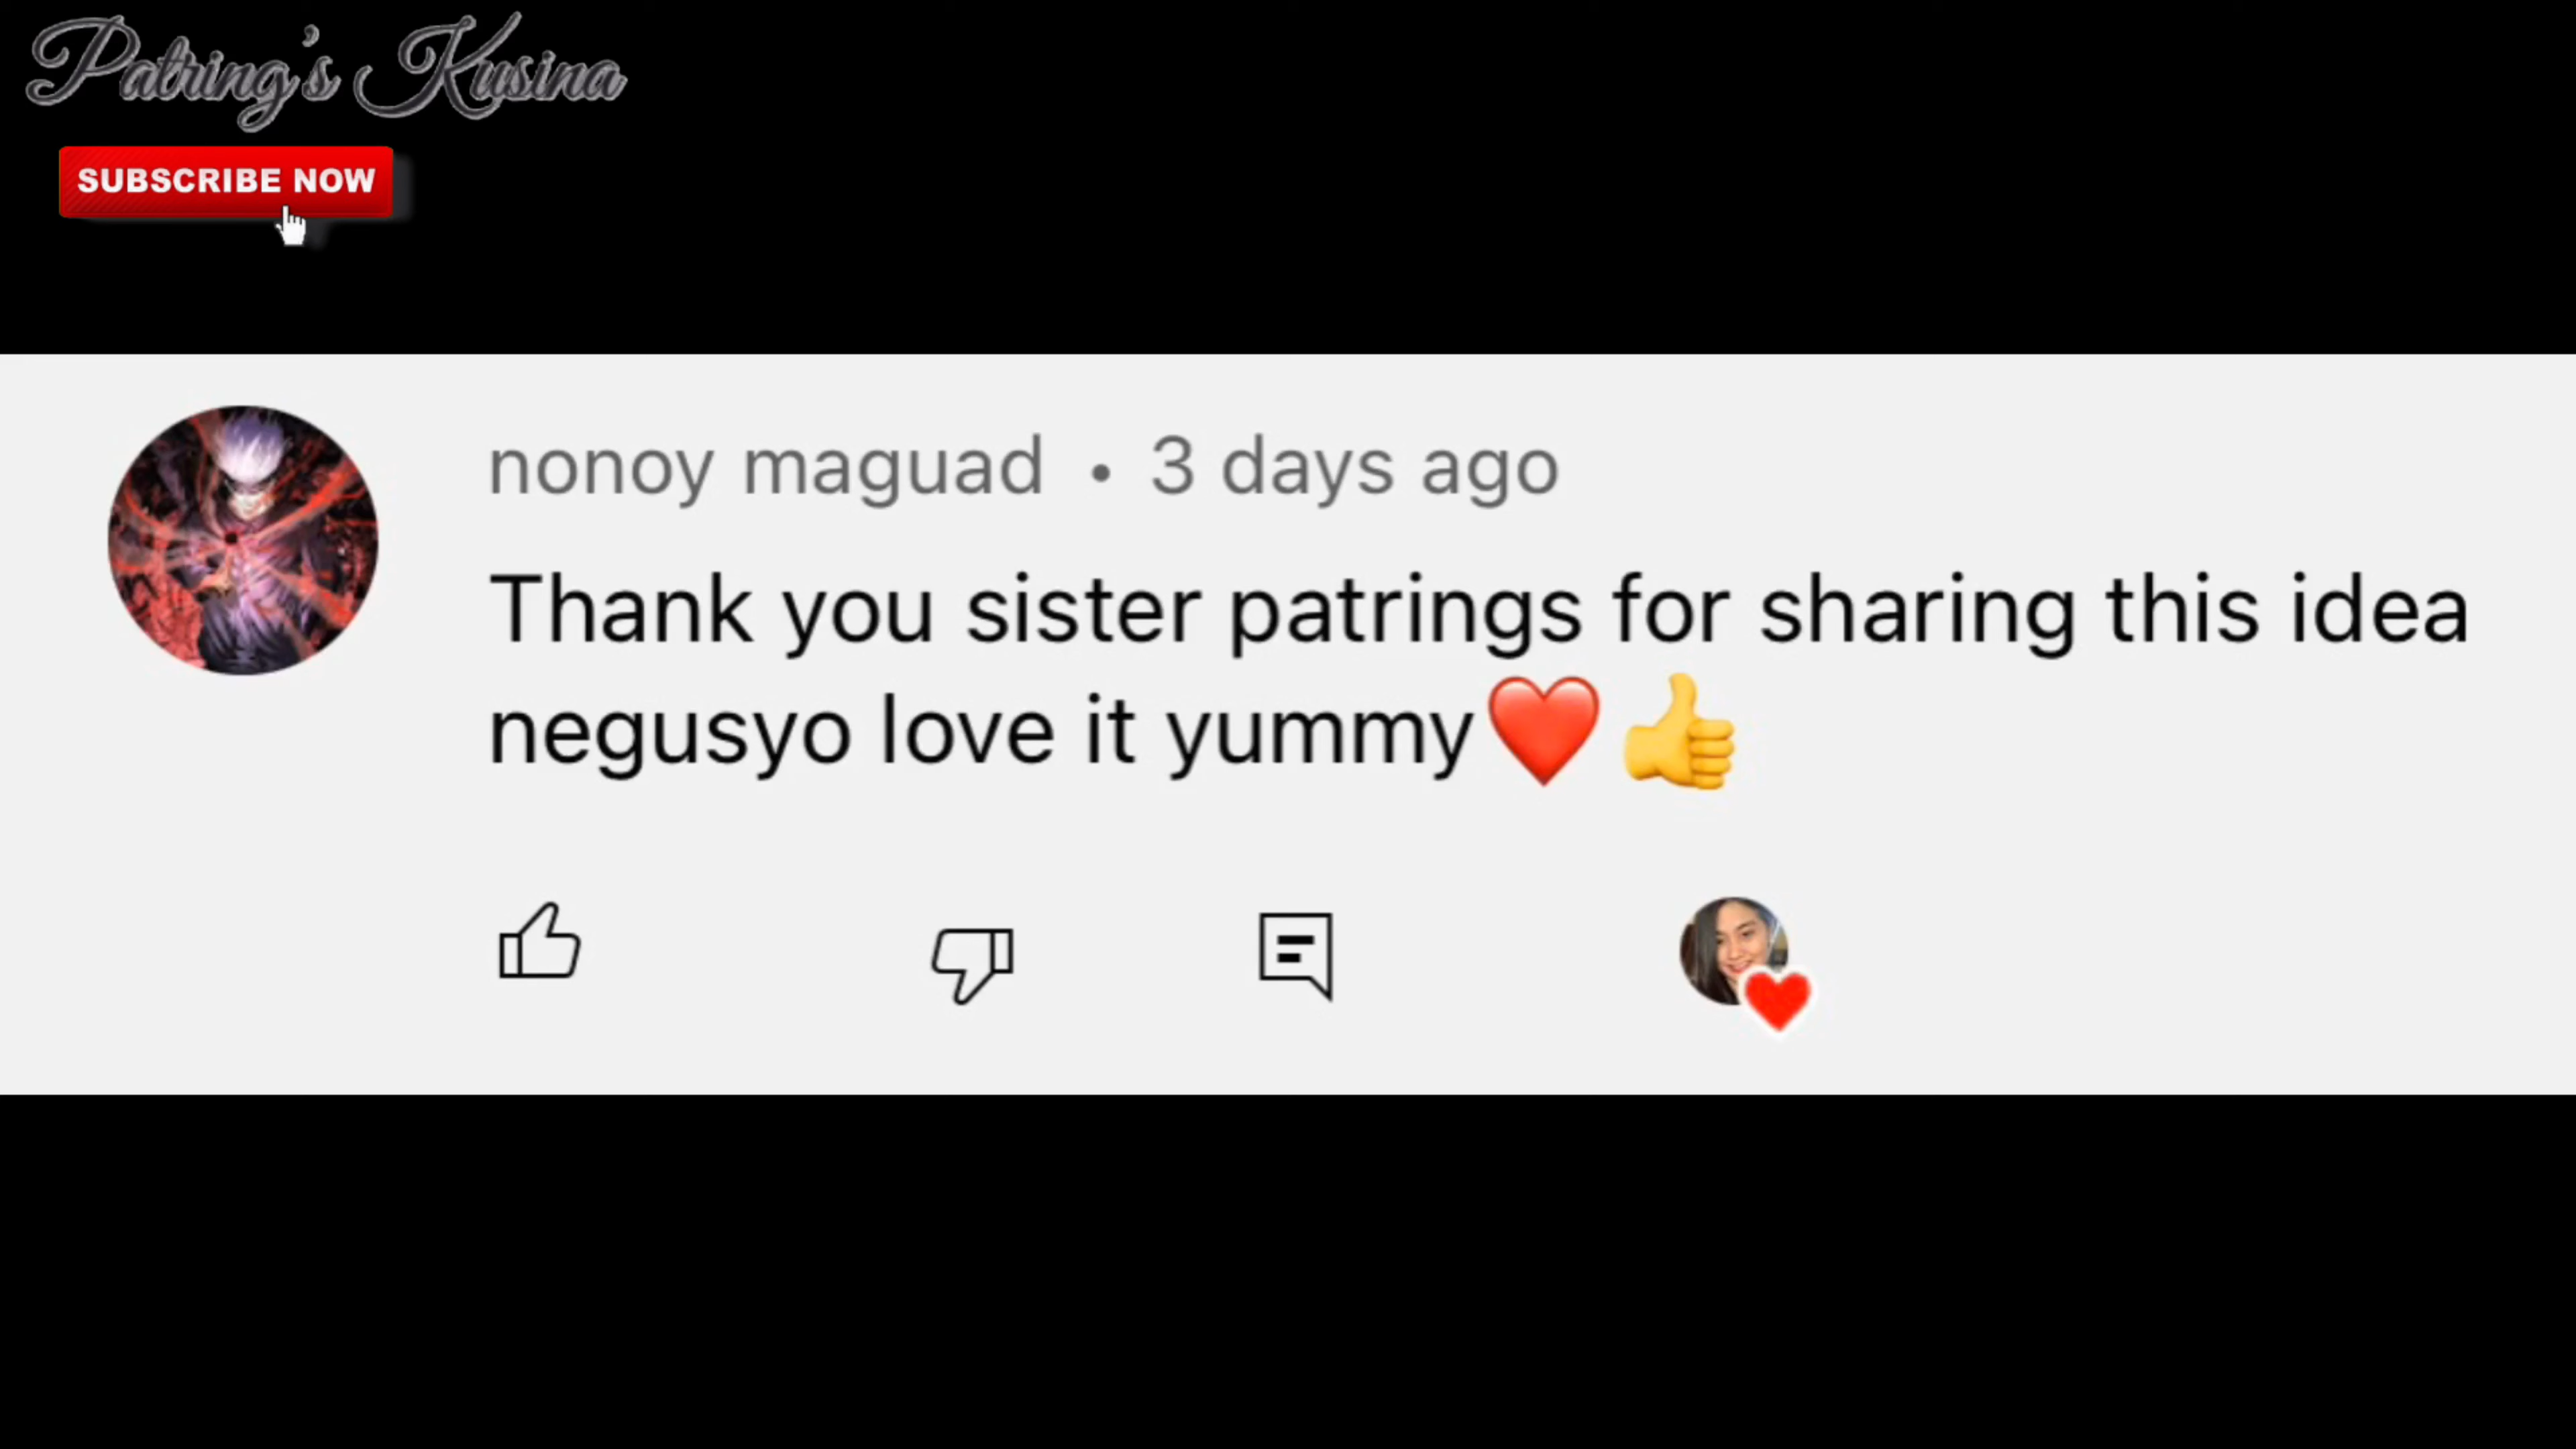 Patring's Kusina
SUBSCRIBE NOW
nonoy maguad • 3 days ago
Thank you sister patrings for sharing this idea
negusyo love it yummy❤️👍